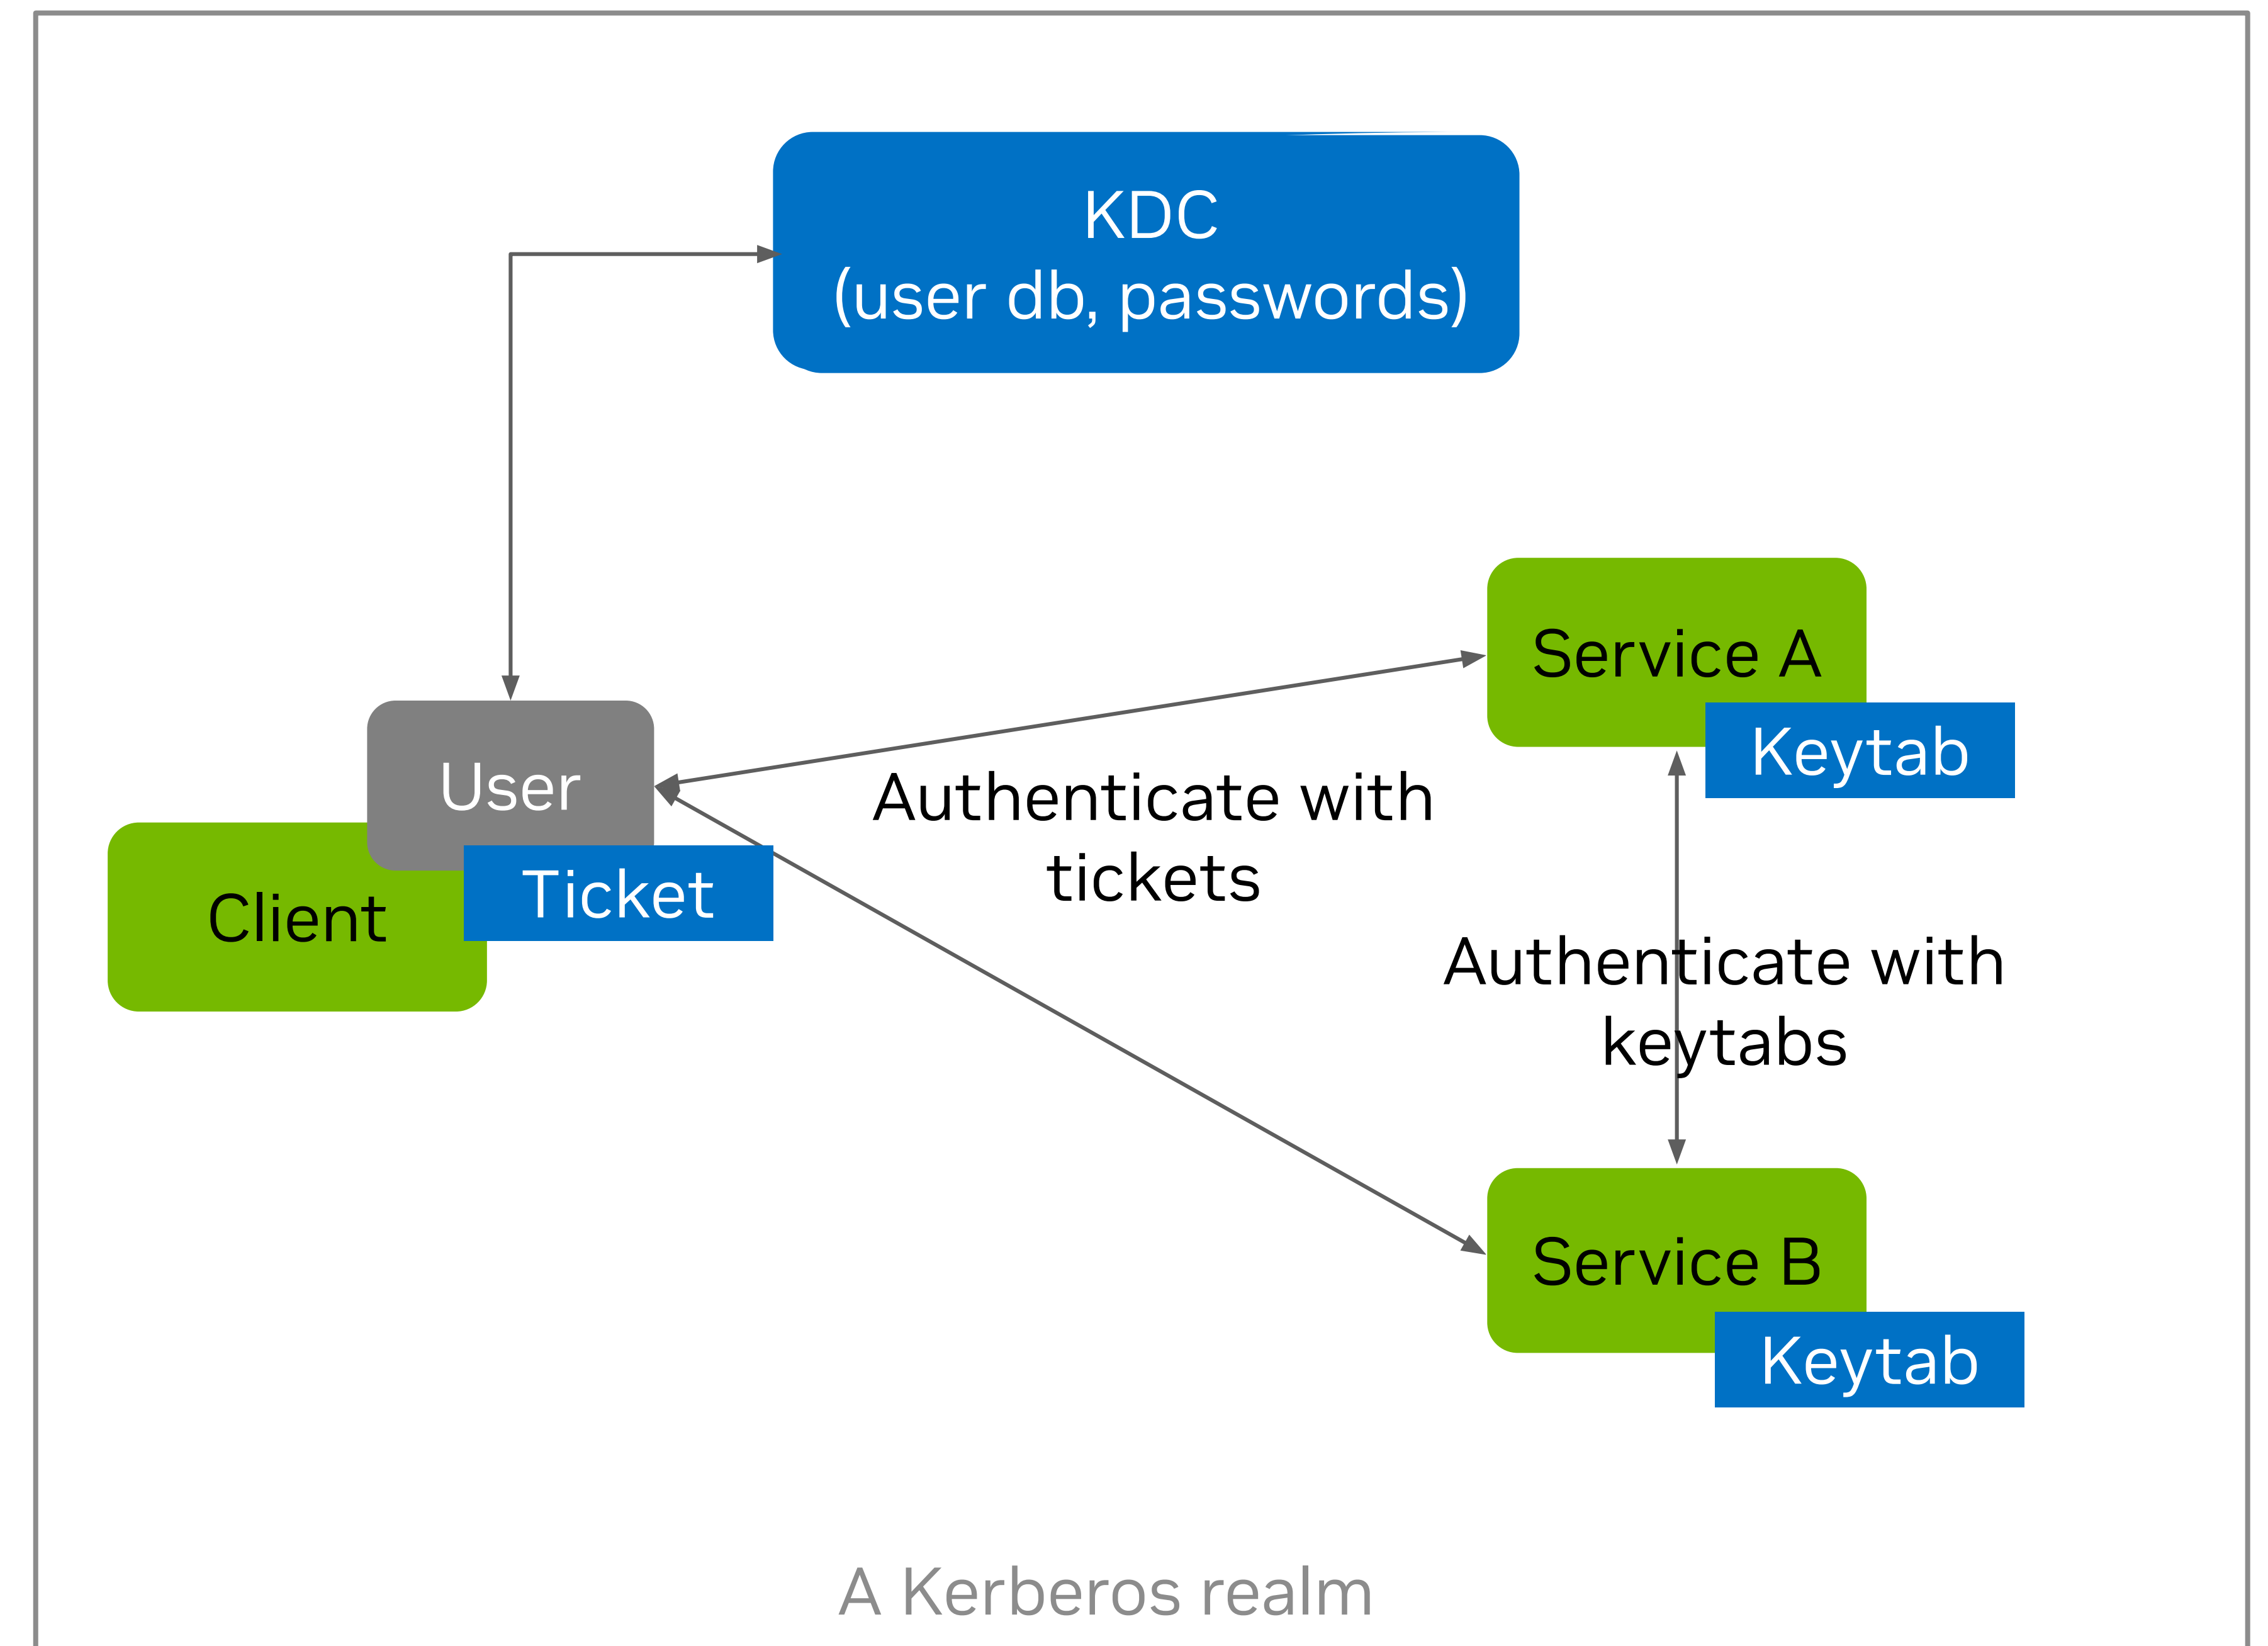 KDC
(user db, passwords)
Service A
Keytab
User
Ticket
Client
Authenticate with
tickets
Authenticate with
keytabs
Service B
Keytab
A Kerberos realm